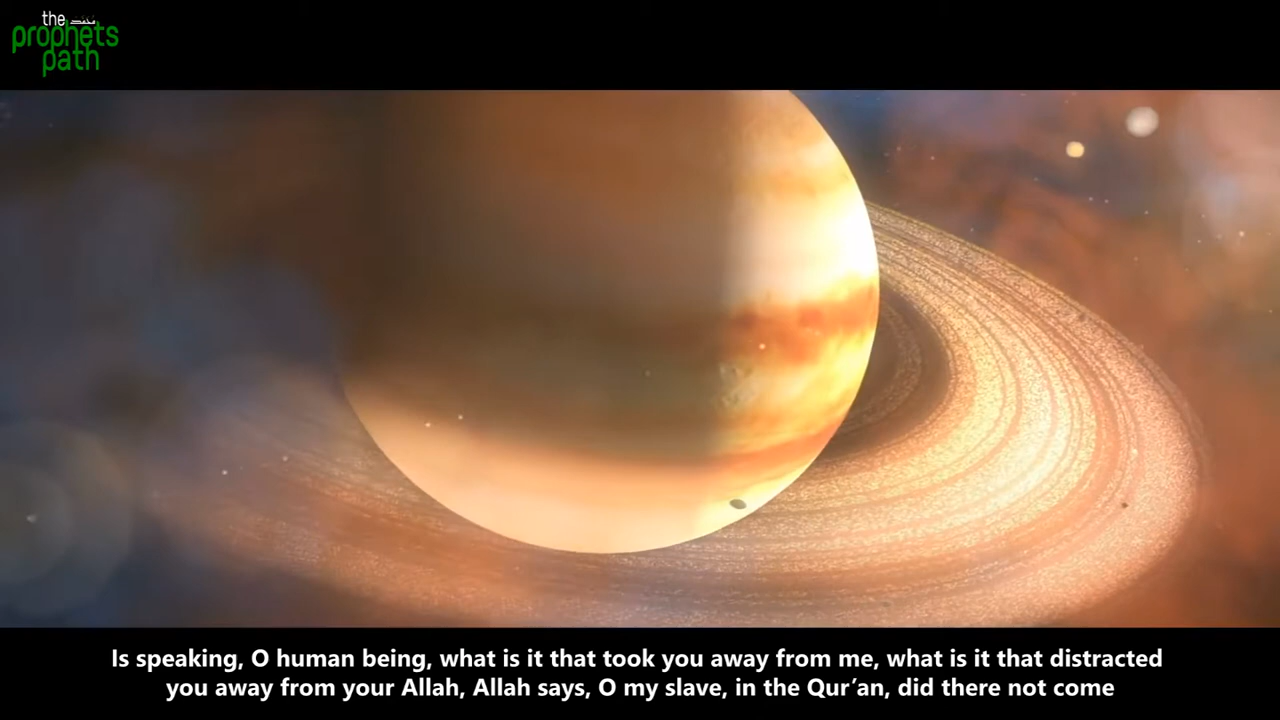 the
prophets
path
Is speaking, O human being, what is it that took you away from me, what is it that distracted
you away from your Allah, Allah says, O my slave, in the Qur’an, did there not come